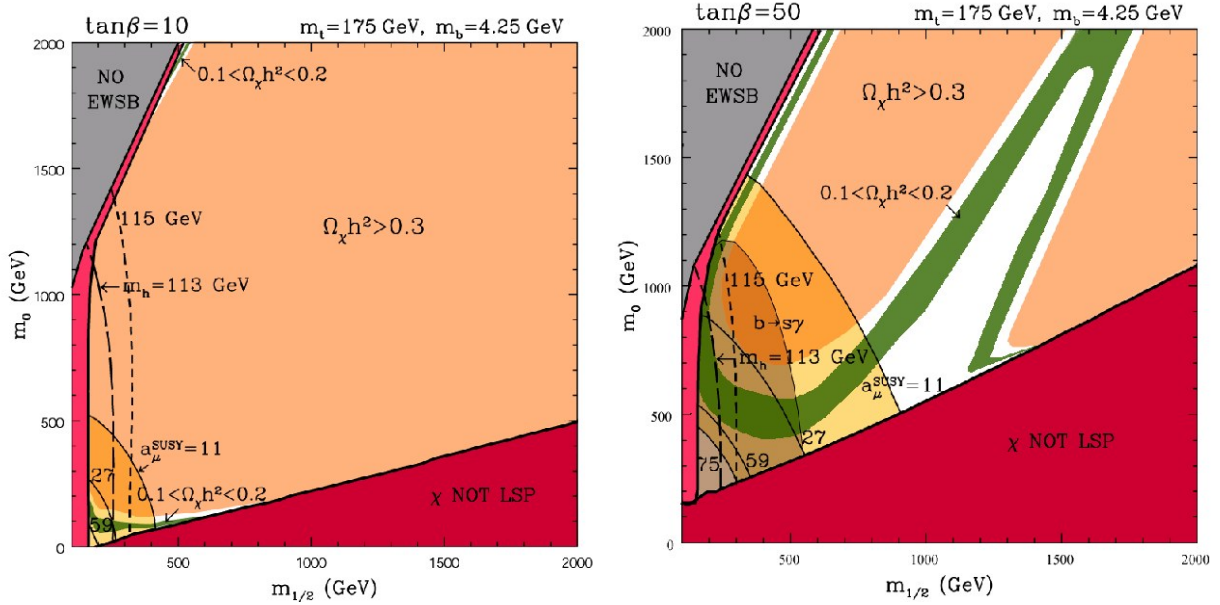 tanβ=10 mₜ=175 GeV, m_b=4.25 GeV
2000
NO
EWSB
0.1<Ω_χh²<0.2
1500
115 GeV
Ω_χh²>0.3
m_h=113 GeV
1000
m₀ (GeV)
500
a_μ^SUSY=11
27
0.1<Ω_χh²<0.2
59
χ NOT LSP
0
500 1000 1500 2000
m_1/2 (GeV)
tanβ=50 mₜ=175 GeV, m_b=4.25 GeV
2000
NO
EWSB
Ω_χh²>0.3
1500
0.1<Ω_χh²<0.2
115 GeV
1000
m₀ (GeV)
b→sγ
m_h=113 GeV
a_μ^SUSY=11
500
27
59
75
χ NOT LSP
0
500 1000 1500 2000
m_1/2 (GeV)